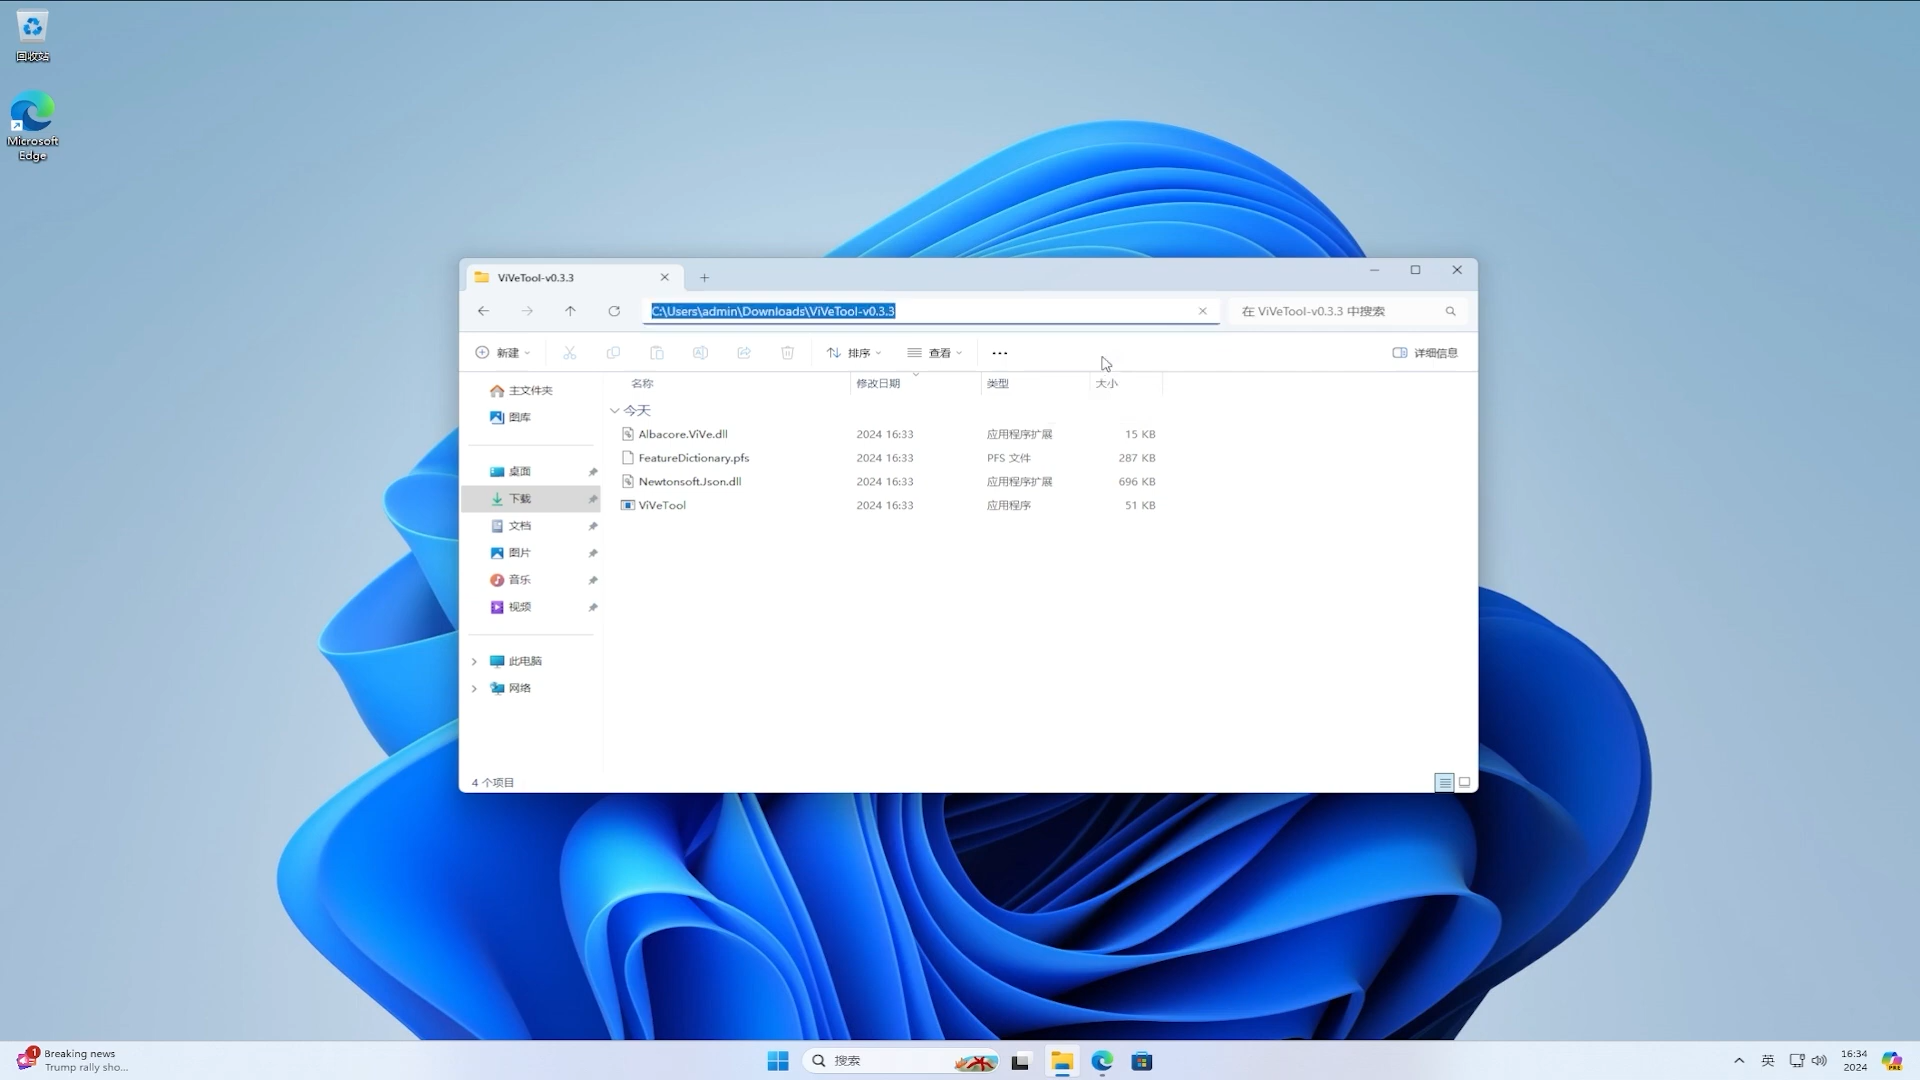 回收站
Microsoft
Edge
ViVeTool-v0.3.3
C:\Users\admin\Downloads\ViVeTool-v0.3.3
在 ViVeTool-v0.3.3 中搜索
新建
排序
查看
详细信息
主文件夹
图库
桌面
下载
文档
图片
音乐
视频
此电脑
网络
名称 修改日期 类型 大小
今天
Albacore.ViVe.dll 2024 16:33 应用程序扩展 15 KB
FeatureDictionary.pfs 2024 16:33 PFS 文件 287 KB
Newtonsoft.Json.dll 2024 16:33 应用程序扩展 696 KB
ViVeTool 2024 16:33 应用程序 51 KB
4 个项目
1
Breaking news
Trump rally sho...
搜索
英
16:34
2024
PRE